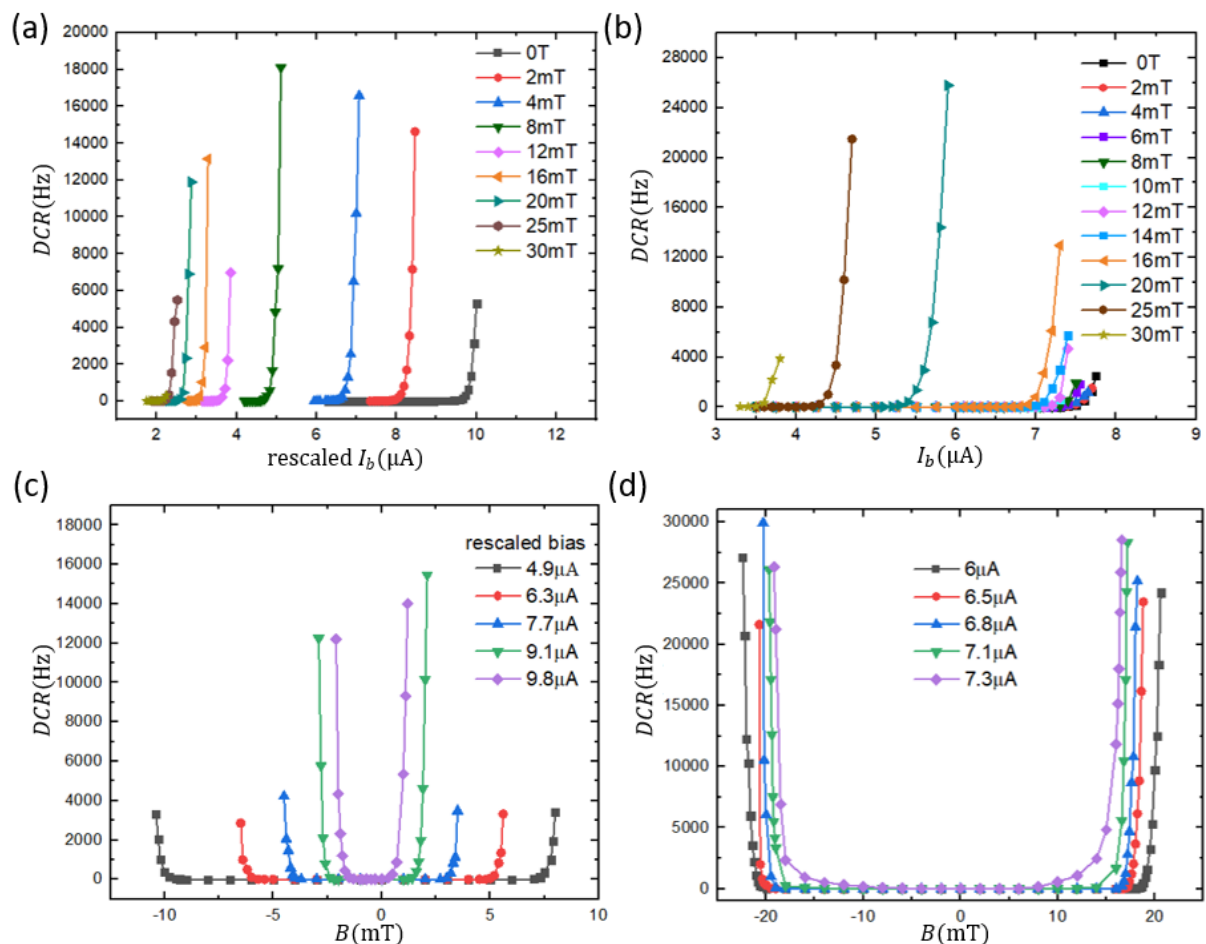 (a)
20000
18000
16000
14000
12000
10000
8000
6000
4000
2000
0
DCR(Hz)
2 4 6 8 10 12
rescaled I_b(μA)
0T
2mT
4mT
8mT
12mT
16mT
20mT
25mT
30mT
(b)
28000
24000
20000
16000
12000
8000
4000
0
DCR(Hz)
3 4 5 6 7 8 9
I_b(μA)
0T
2mT
4mT
6mT
8mT
10mT
12mT
14mT
16mT
20mT
25mT
30mT
(c)
18000
16000
14000
12000
10000
8000
6000
4000
2000
0
DCR(Hz)
-10 -5 0 5 10
B(mT)
rescaled bias
4.9μA
6.3μA
7.7μA
9.1μA
9.8μA
(d)
30000
25000
20000
15000
10000
5000
0
DCR(Hz)
-20 -10 0 10 20
B(mT)
6μA
6.5μA
6.8μA
7.1μA
7.3μA